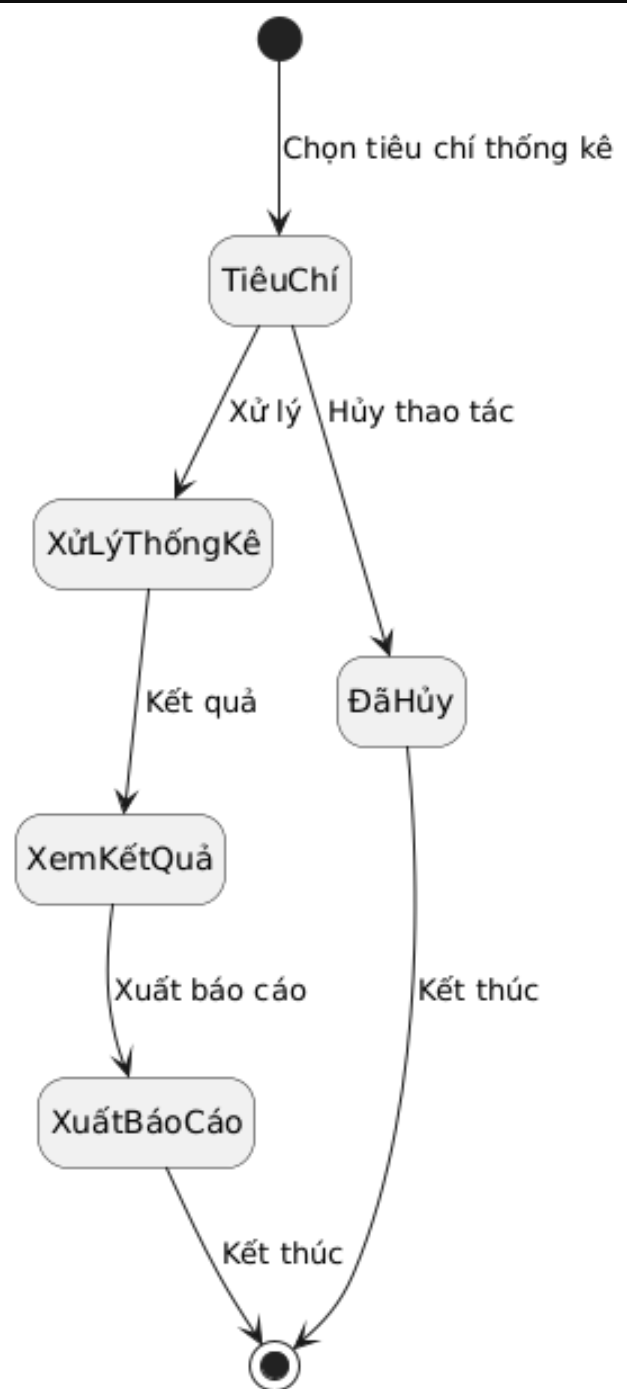 Chọn tiêu chí thống kê
TiêuChí
Xử lý
Hủy thao tác
XửLýThốngKê
Kết quả
ĐãHủy
XemKếtQuả
Xuất báo cáo
Kết thúc
XuấtBáoCáo
Kết thúc